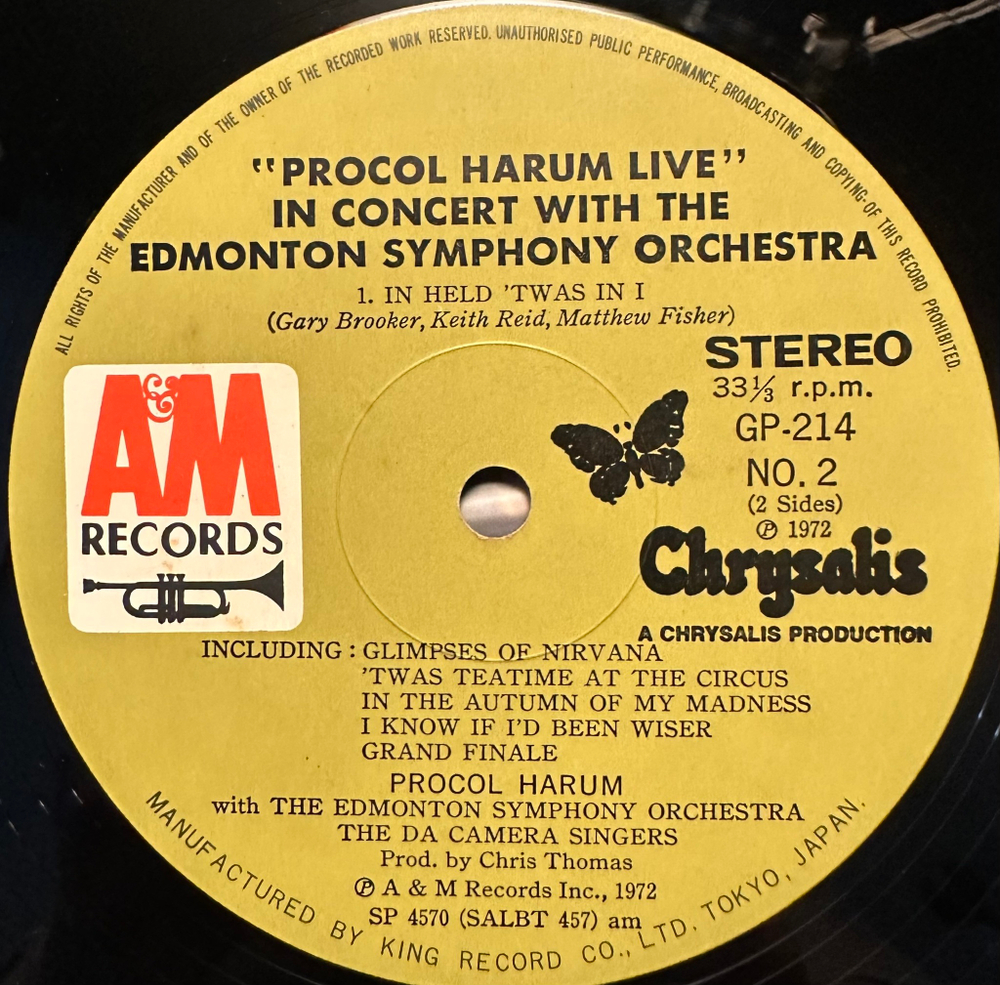 ALL RIGHTS OF THE MANUFACTURER AND OF THE OWNER OF THE RECORDED WORK RESERVED. UNAUTHORISED PUBLIC PERFORMANCE, BROADCASTING AND COPYING OF THIS RECORD PROHIBITED.
"PROCOL HARUM LIVE"
IN CONCERT WITH THE
EDMONTON SYMPHONY ORCHESTRA
1. IN HELD 'TWAS IN I
(Gary Brooker, Keith Reid, Matthew Fisher)
A&M
RECORDS
STEREO
33⅓ r.p.m.
GP-214
NO. 2
(2 Sides)
℗ 1972
Chrysalis
A CHRYSALIS PRODUCTION
INCLUDING : GLIMPSES OF NIRVANA
'TWAS TEATIME AT THE CIRCUS
IN THE AUTUMN OF MY MADNESS
I KNOW IF I'D BEEN WISER
GRAND FINALE
PROCOL HARUM
with THE EDMONTON SYMPHONY ORCHESTRA
THE DA CAMERA SINGERS
Prod. by Chris Thomas
℗ A & M Records Inc., 1972
SP 4570 (SALBT 457) am
MANUFACTURED BY KING RECORD CO., LTD. TOKYO, JAPAN.